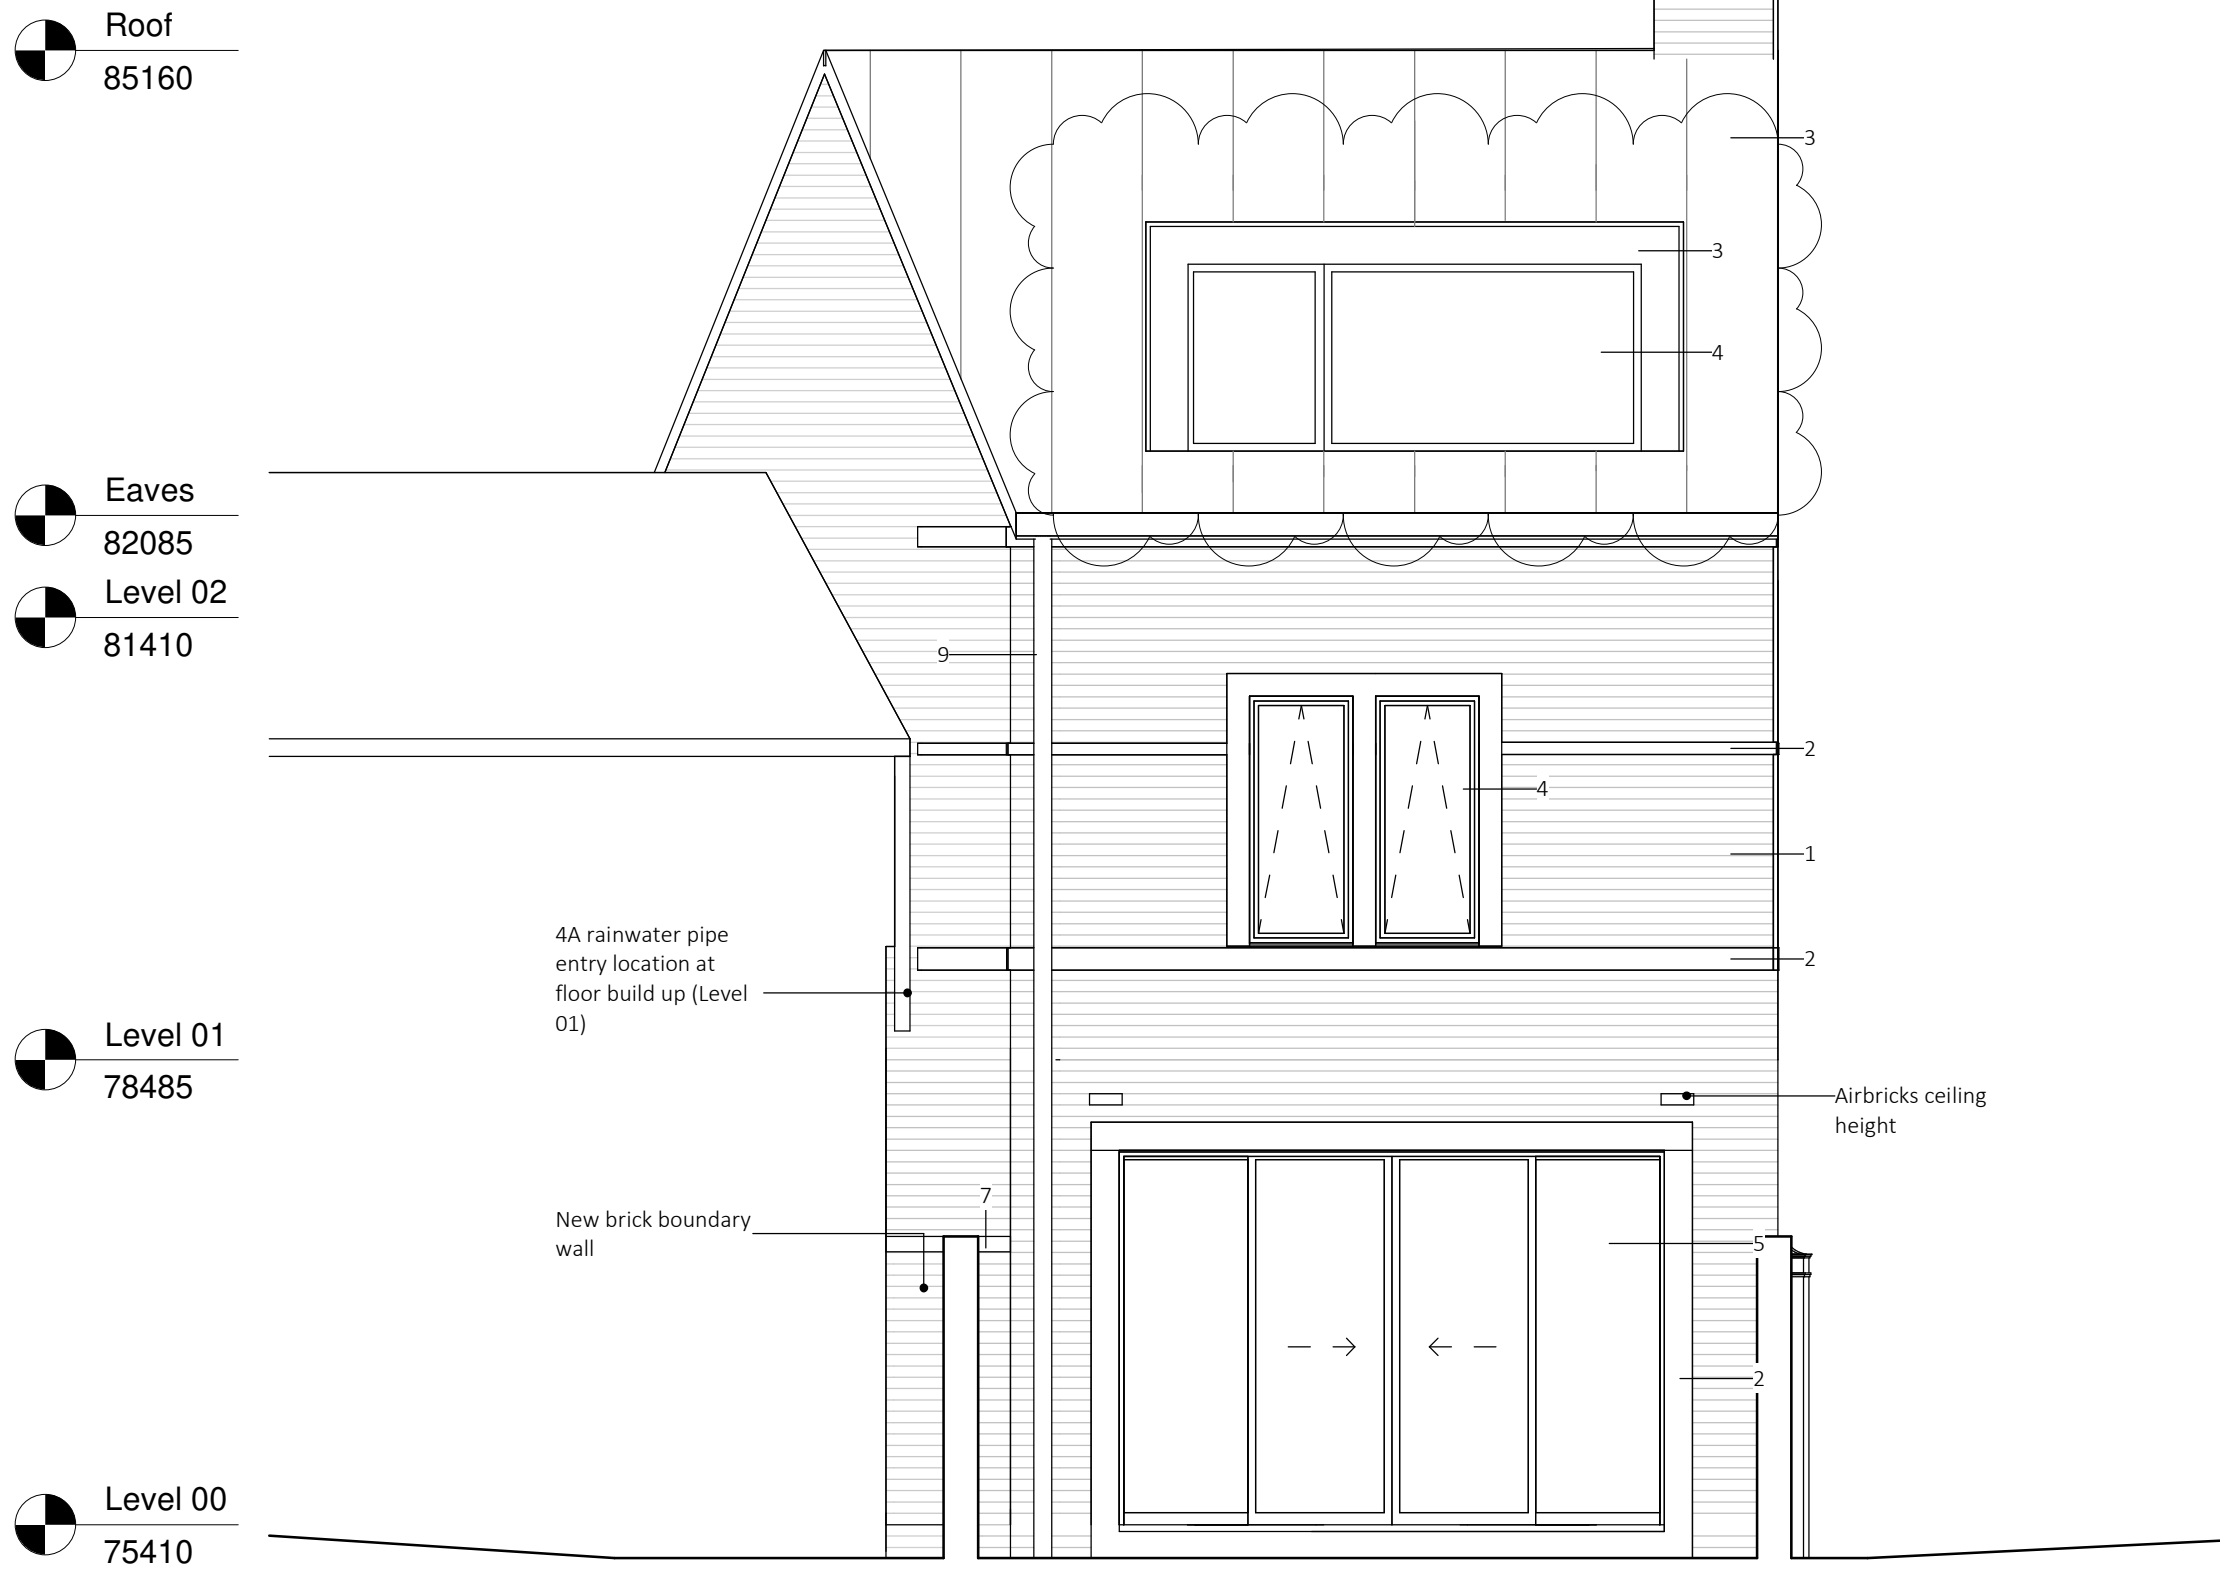 Roof
85160
3
3
4
Eaves
82085
Level 02
81410
9
2
4
1
4A rainwater pipe
entry location at
floor build up (Level
01)
2
Level 01
78485
Airbricks ceiling
height
7
New brick boundary
wall
5
2
Level 00
75410